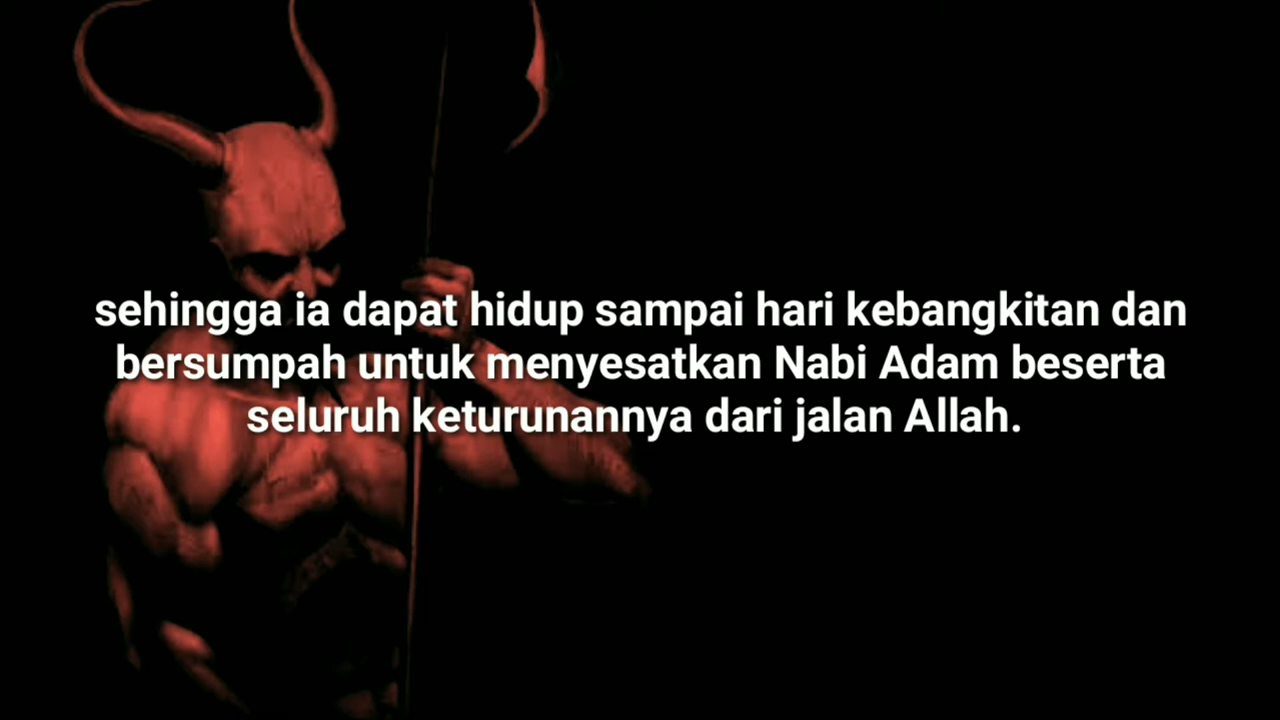 sehingga ia dapat hidup sampai hari kebangkitan dan
bersumpah untuk menyesatkan Nabi Adam beserta
seluruh keturunannya dari jalan Allah.